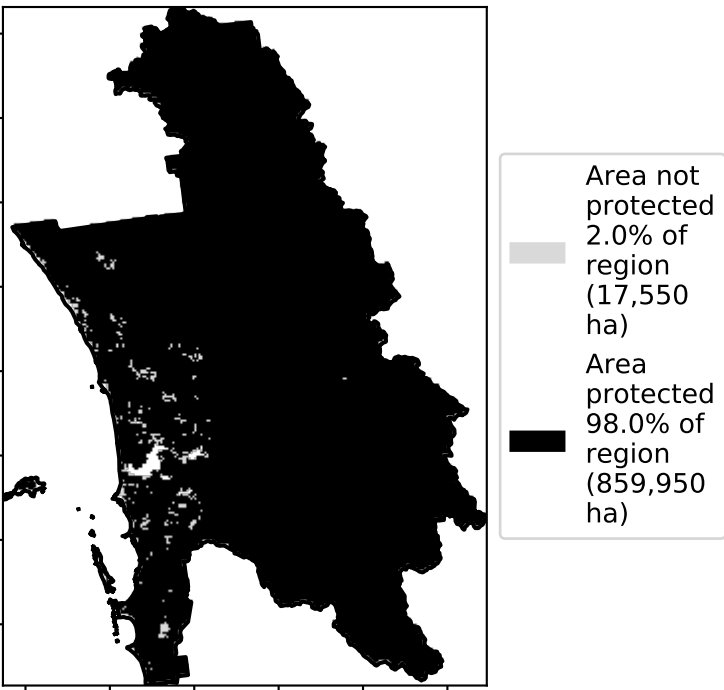 Area not
protected
2.0% of
region
(17,550
ha)
Area
protected
98.0% of
region
(859,950
ha)